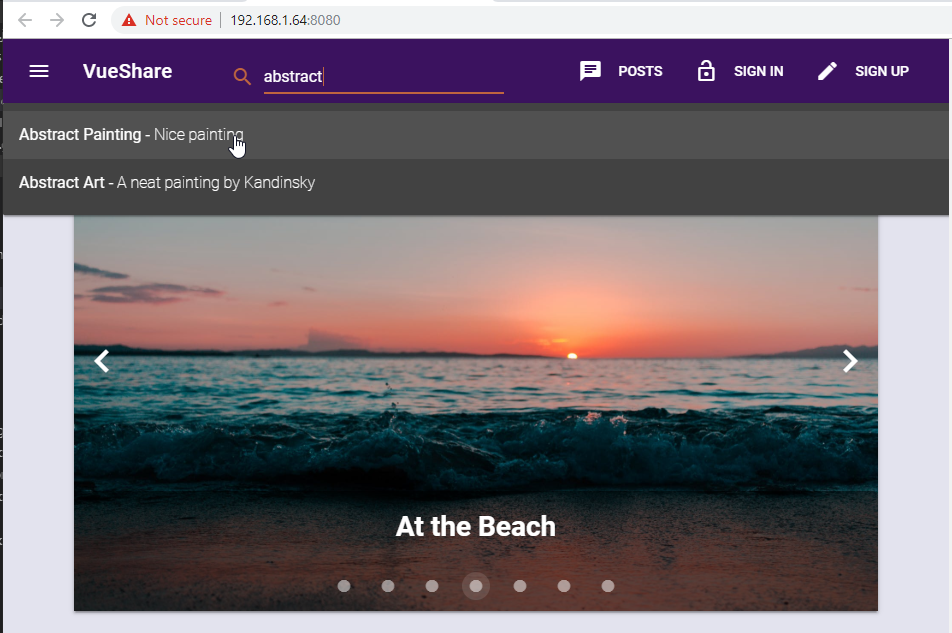 Not secure | 192.168.1.64:8080
VueShare abstract POSTS SIGN IN SIGN UP
Abstract Painting - Nice painting
Abstract Art - A neat painting by Kandinsky
At the Beach